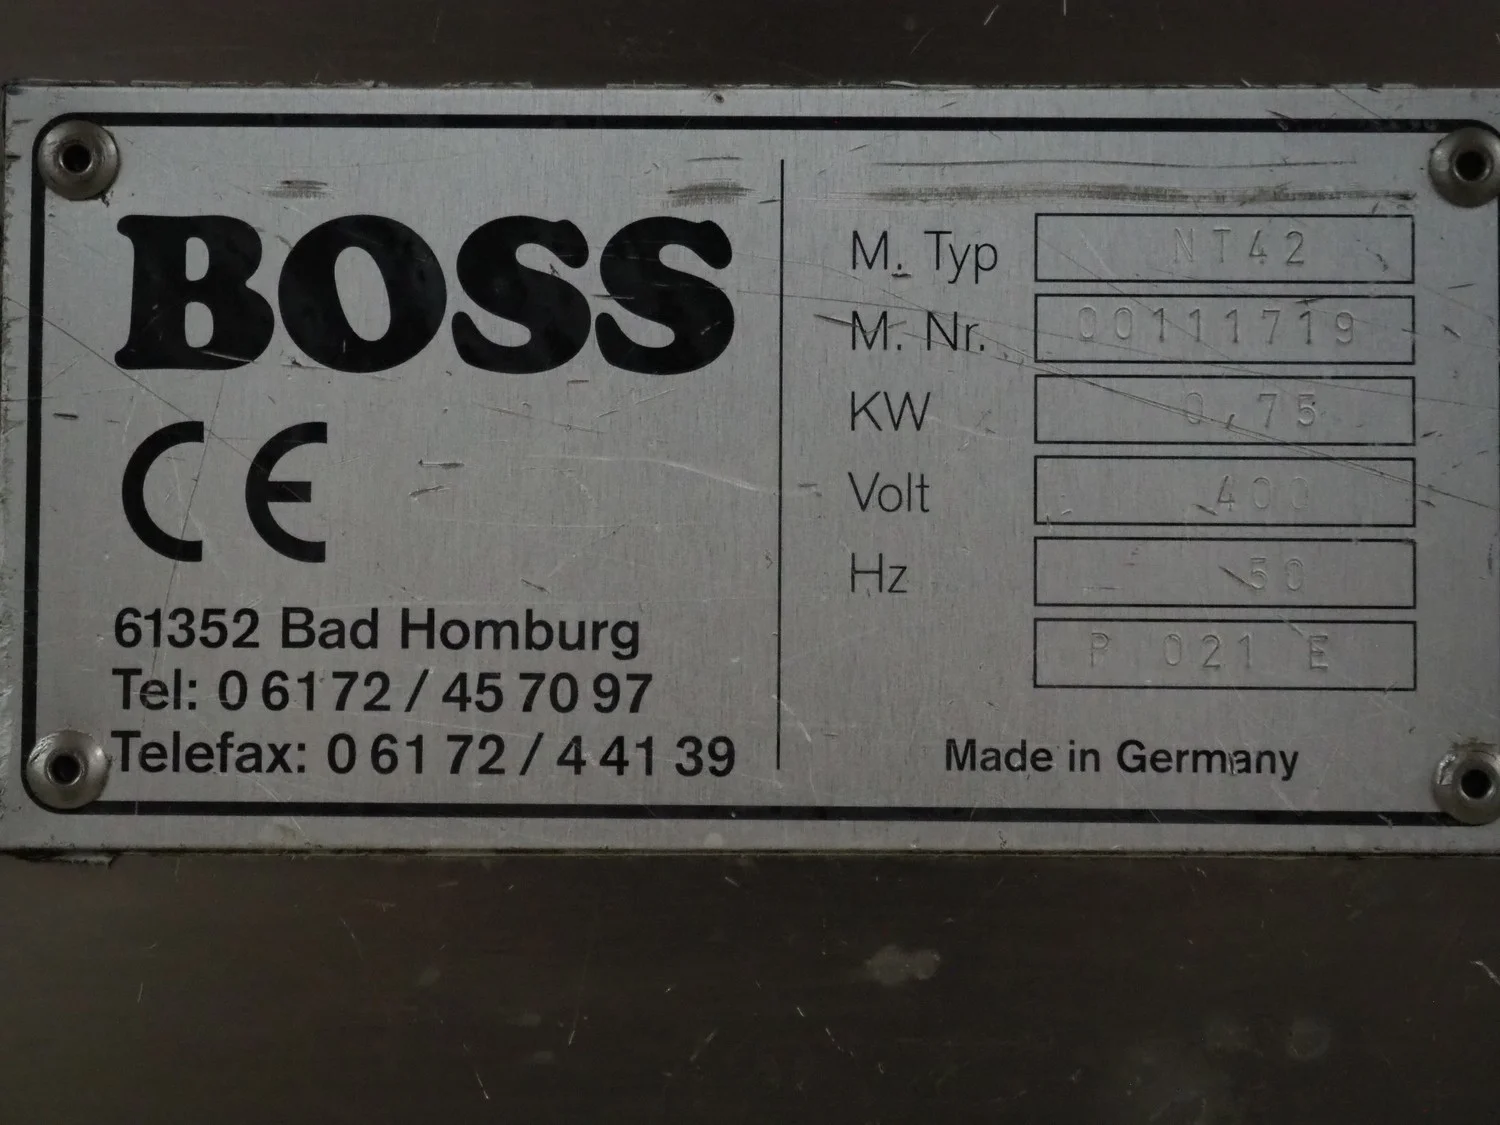 BOSS
CE
61352 Bad Homburg
Tel: 0 61 72 / 45 70 97
Telefax: 0 61 72 / 4 41 39
M. Typ NT42
M. Nr. 00111719
KW 0,75
Volt 400
Hz 50
P 021 E
Made in Germany